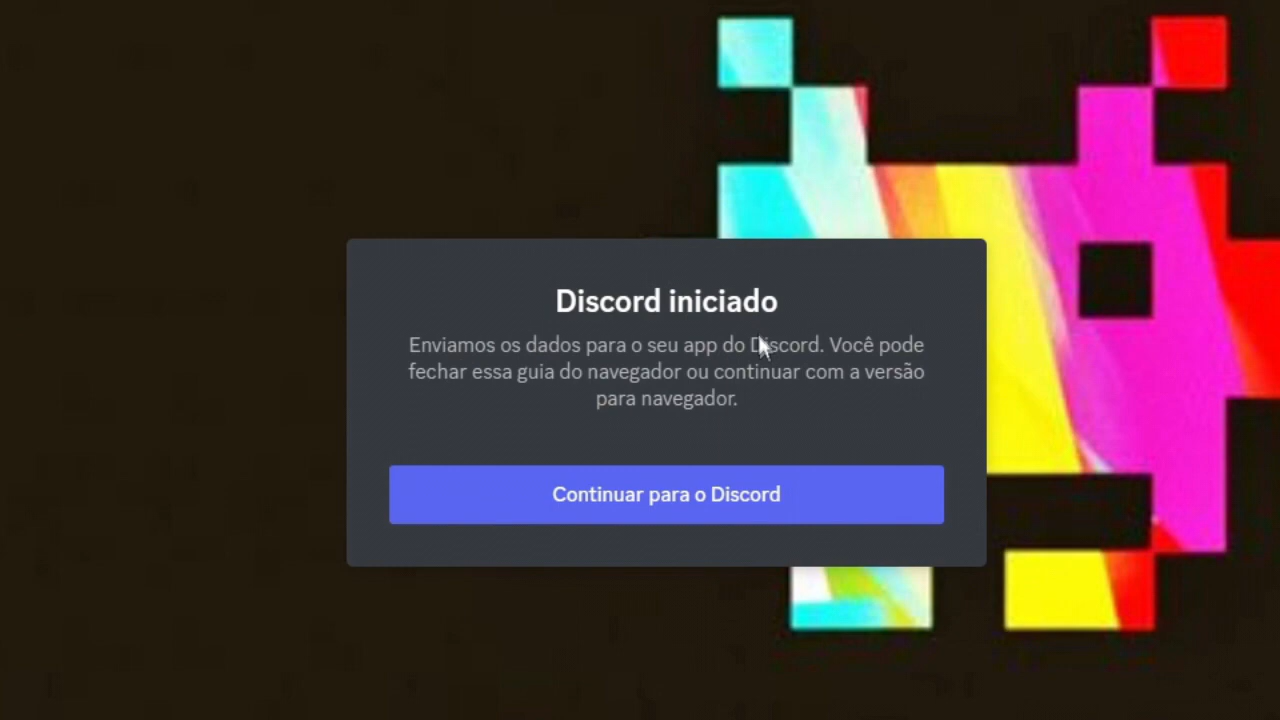 Discord iniciado
Enviamos os dados para o seu app do Discord. Você pode
fechar essa guia do navegador ou continuar com a versão
para navegador.
Continuar para o Discord